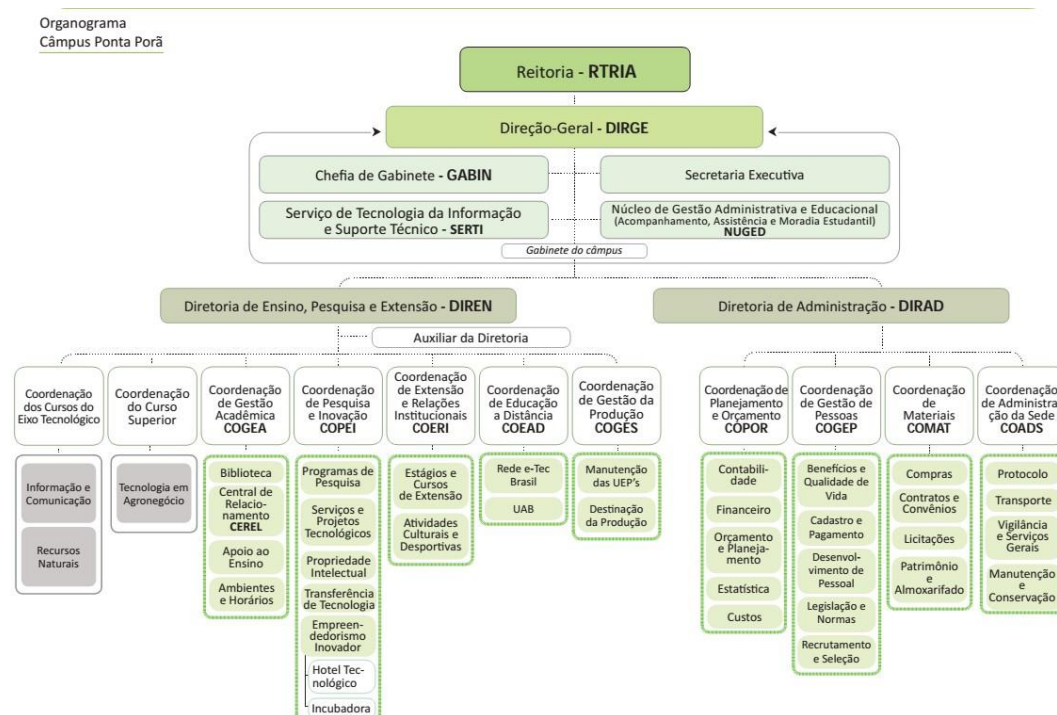 Organograma
Câmpus Ponta Porã
Reitoria - RTRIA
Direção-Geral - DIRGE
Chefia de Gabinete - GABIN
Secretaria Executiva
Serviço de Tecnologia da Informação
e Suporte Técnico - SERTI
Núcleo de Gestão Administrativa e Educacional
(Acompanhamento, Assistência e Moradia Estudantil)
NUGED
Gabinete do câmpus
Diretoria de Ensino, Pesquisa e Extensão - DIREN
Diretoria de Administração - DIRAD
Auxiliar da Diretoria
Coordenação
dos Cursos do
Eixo Tecnológico
Coordenação
do Curso
Superior
Coordenação
de Gestão
Acadêmica
COGEA
Coordenação
de Pesquisa
e Inovação
COPEI
Coordenação
de Extensão
e Relações
Institucionais
COERI
Coordenação
de Educação
a Distância
COEAD
Coordenação
de Gestão da
Produção
COGES
Coordenação de
Planejamento
e Orçamento
COPOR
Coordenação
de Gestão de
Pessoas
COGEP
Coordenação
de
Materiais
COMAT
Coordenação
de Administra-
ção da Sede
COADS
Informação e
Comunicação
Recursos
Naturais
Tecnologia em
Agronegócio
Biblioteca
Central de
Relacio-
namento
CEREL
Apoio ao
Ensino
Ambientes
e Horários
Programas de
Pesquisa
Serviços e
Projetos
Tecnológicos
Propriedade
Intelectual
Transferência
de Tecnologia
Empreen-
dedorismo
Inovador
Hotel Tec-
nológico
Incubadora
Estágios e
Cursos
de Extensão
Atividades
Culturais e
Desportivas
Rede e-Tec
Brasil
UAB
Manutenção
das UEP's
Destinação
da Produção
Contabili-
dade
Financeiro
Orçamento
e Planeja-
mento
Estatística
Custos
Benefícios e
Qualidade de
Vida
Cadastro e
Pagamento
Desenvol-
vimento de
Pessoal
Legislação e
Normas
Recrutamento
e Seleção
Compras
Contratos e
Convênios
Licitações
Patrimônio
e
Almoxarifado
Protocolo
Transporte
Vigilância
e Serviços
Gerais
Manutenção
e
Conservação